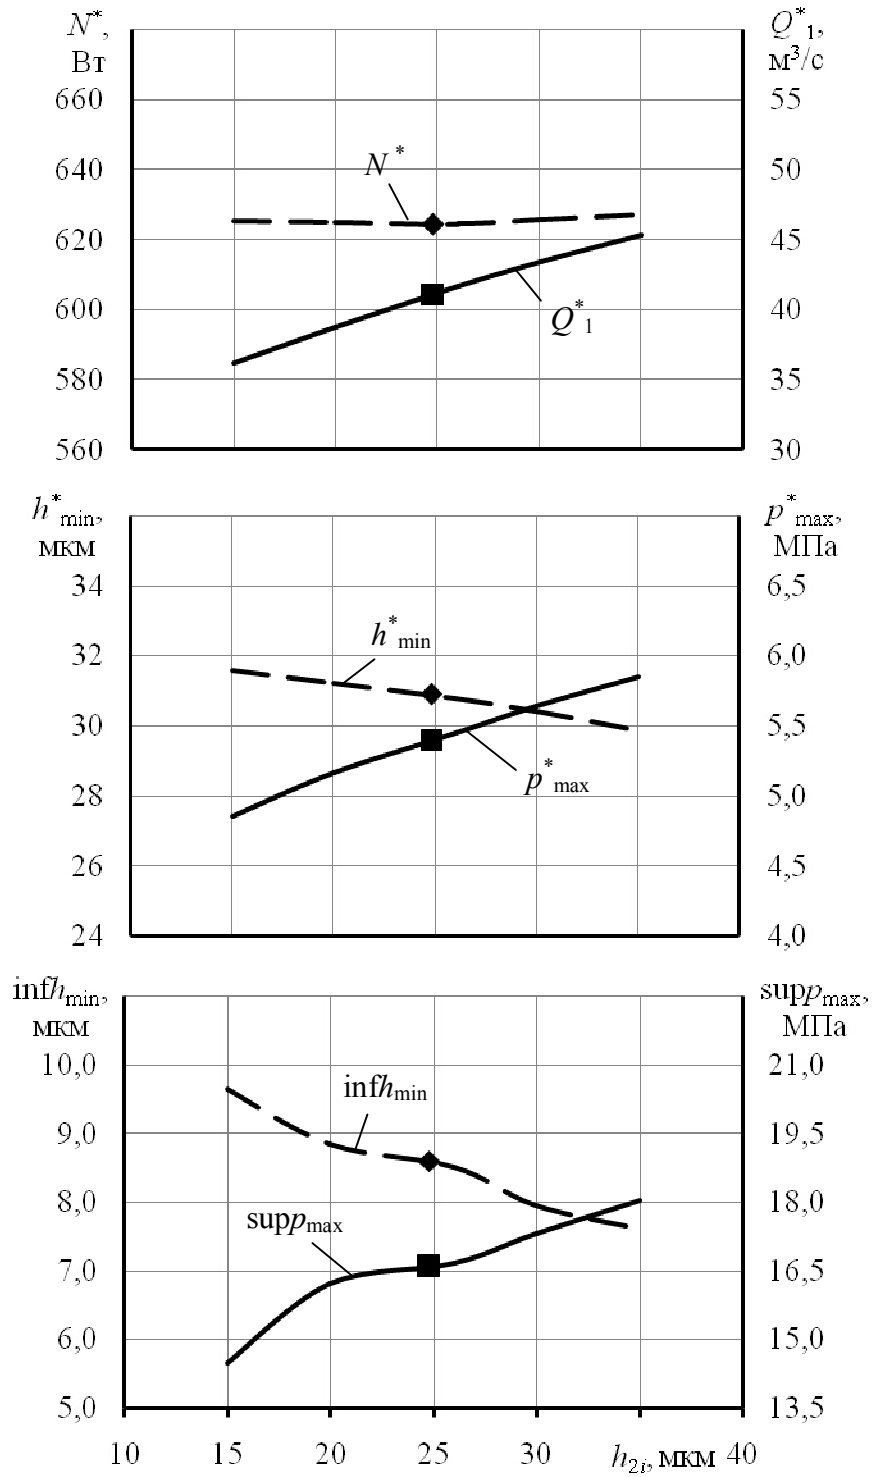 N*, Q*1,
Вт м³/с
660 55
640 50
N*
620 45
600 40
Q*1
580 35
560 30
h*min, p*max,
мкм МПа
34 6,5
h*min
32 6,0
30 5,5
p*max
28 5,0
26 4,5
24 4,0
infhmin, suppmax,
мкм МПа
10,0 21,0
infhmin
9,0 19,5
8,0 18,0
suppmax
7,0 16,5
6,0 15,0
5,0 13,5
10 15 20 25 30 h2i, мкм 40